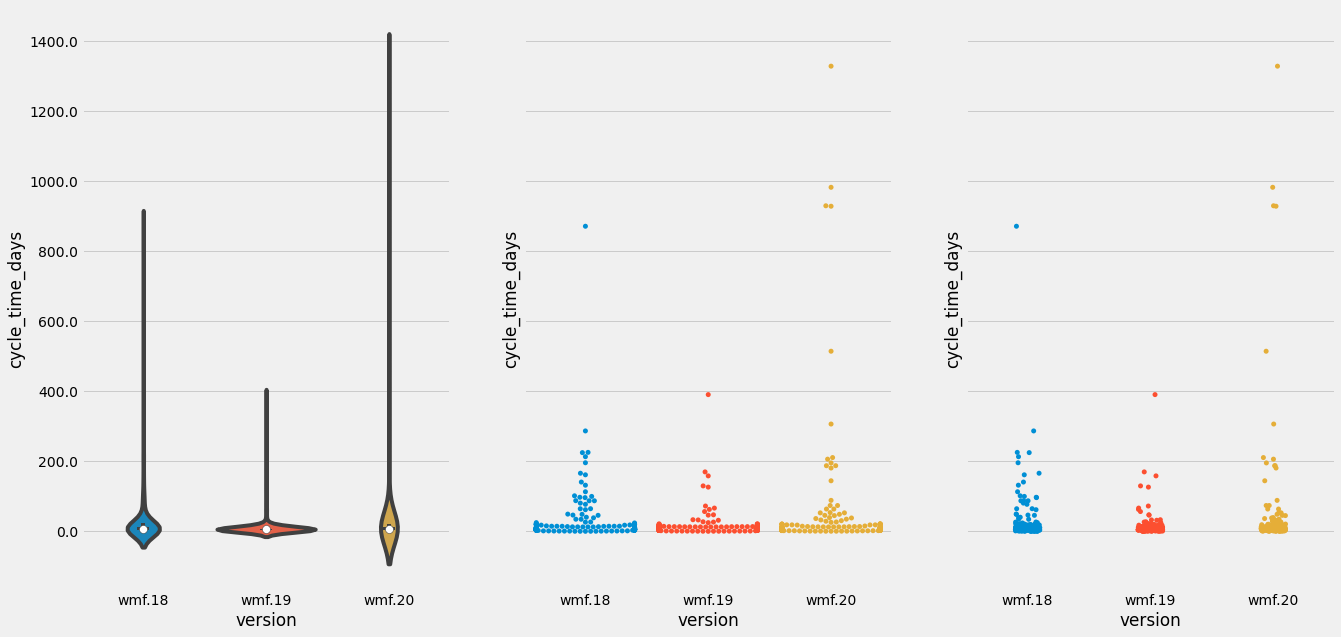 cycle_time_days
1400.0
1200.0
1000.0
800.0
600.0
400.0
200.0
0.0
wmf.18 wmf.19 wmf.20
version
cycle_time_days
wmf.18 wmf.19 wmf.20
version
cycle_time_days
wmf.18 wmf.19 wmf.20
version